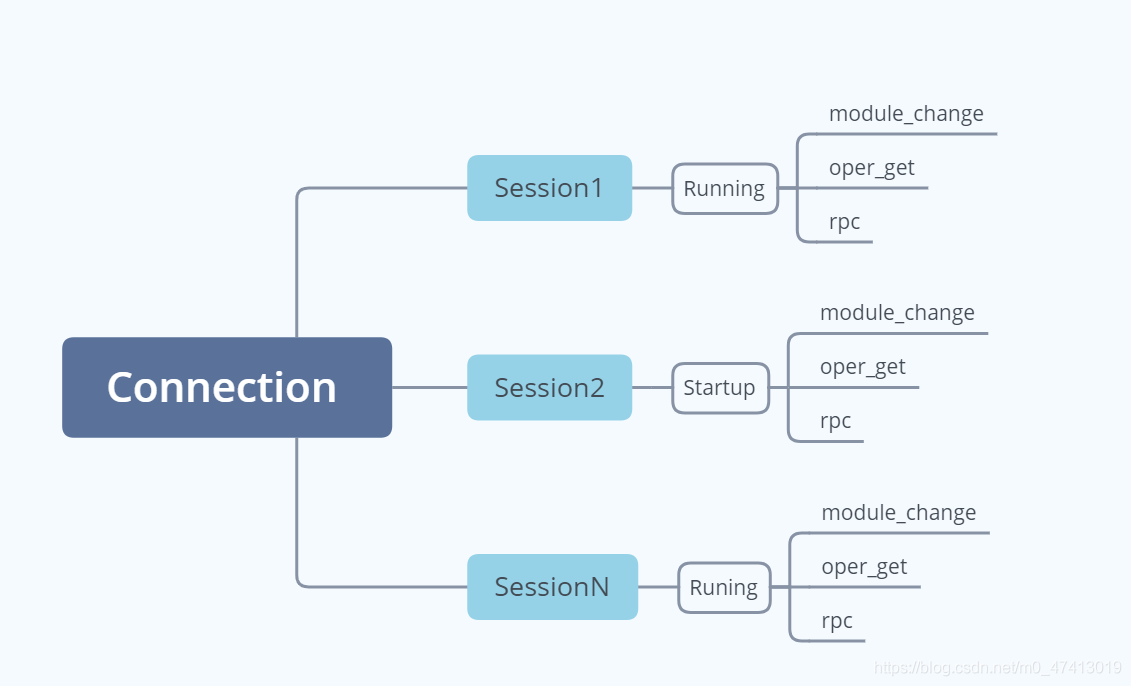 module_change
oper_get
rpc
Session1
Running
module_change
oper_get
rpc
Connection
Session2
Startup
module_change
oper_get
rpc
SessionN
Runing
https://blog.csdn.net/m0_47413019